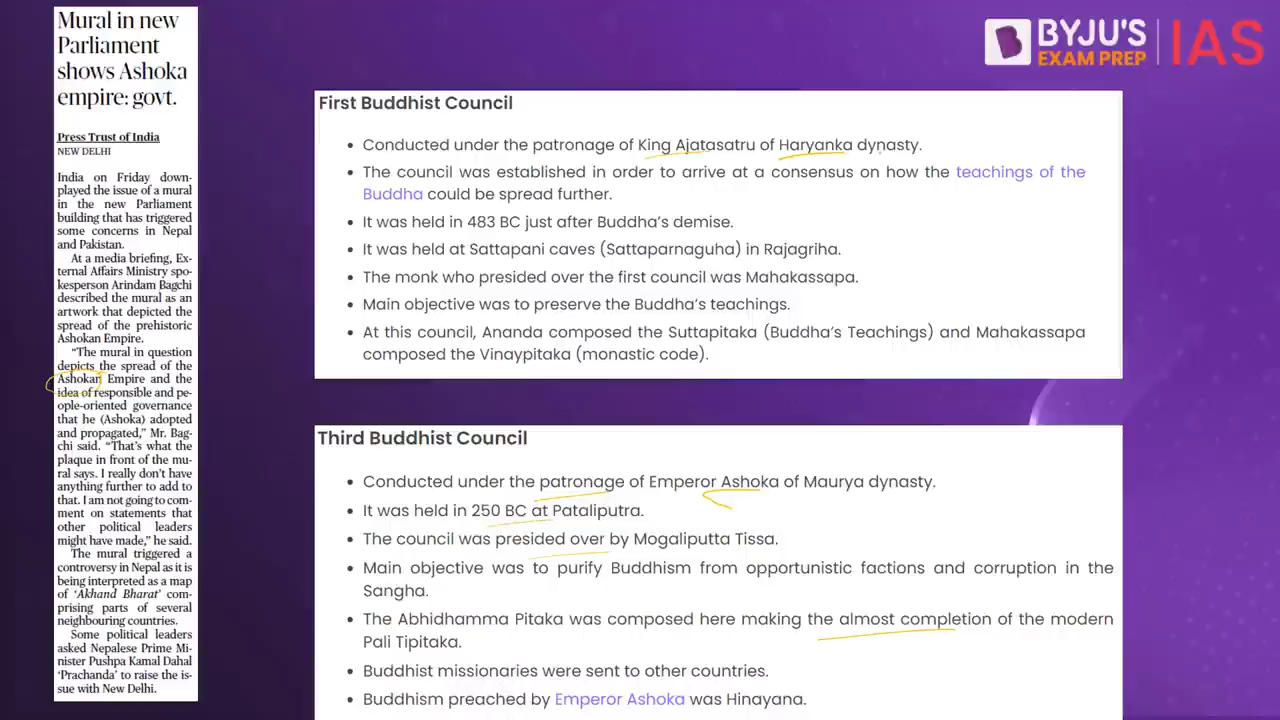 Mural in new
Parliament
shows Ashoka
empire: govt.
Press Trust of India
NEW DELHI
India on Friday down-
played the issue of a mural
in the new Parliament
building that has triggered
some concerns in Nepal
and Pakistan.
At a media briefing, Ex-
ternal Affairs Ministry spo-
kesperson Arindam Bagchi
described the mural as an
artwork that depicted the
spread of the prehistoric
Ashokan Empire.
“The mural in question
depicts the spread of the
Ashokan Empire and the
idea of responsible and pe-
ople-oriented governance
that he (Ashoka) adopted
and propagated,” Mr. Bag-
chi said. “That’s what the
plaque in front of the mu-
ral says. I really don’t have
anything further to add to
that. I am not going to com-
ment on statements that
other political leaders
might have made,” he said.
The mural triggered a
controversy in Nepal as it is
being interpreted as a map
of ‘Akhand Bharat’ com-
prising parts of several
neighbouring countries.
Some political leaders
asked Nepalese Prime Mi-
nister Pushpa Kamal Dahal
‘Prachanda’ to raise the is-
sue with New Delhi.
BYJU'S
EXAM PREP
IAS
First Buddhist Council
• Conducted under the patronage of King Ajatasatru of Haryanka dynasty.
• The council was established in order to arrive at a consensus on how the teachings of the
Buddha could be spread further.
• It was held in 483 BC just after Buddha’s demise.
• It was held at Sattapani caves (Sattaparnaguha) in Rajagriha.
• The monk who presided over the first council was Mahakassapa.
• Main objective was to preserve the Buddha’s teachings.
• At this council, Ananda composed the Suttapitaka (Buddha’s Teachings) and Mahakassapa
composed the Vinaypitaka (monastic code).
Third Buddhist Council
• Conducted under the patronage of Emperor Ashoka of Maurya dynasty.
• It was held in 250 BC at Pataliputra.
• The council was presided over by Mogaliputta Tissa.
• Main objective was to purify Buddhism from opportunistic factions and corruption in the
Sangha.
• The Abhidhamma Pitaka was composed here making the almost completion of the modern
Pali Tipitaka.
• Buddhist missionaries were sent to other countries.
• Buddhism preached by Emperor Ashoka was Hinayana.